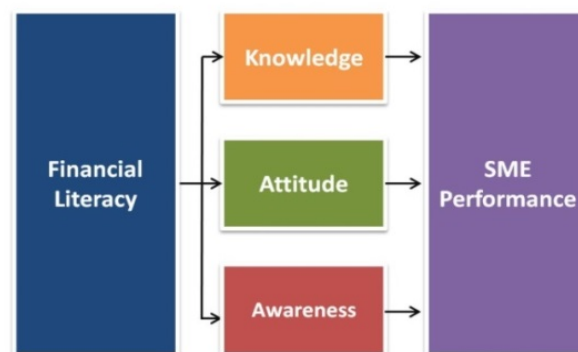 Financial
Literacy
Knowledge
Attitude
Awareness
SME
Performance